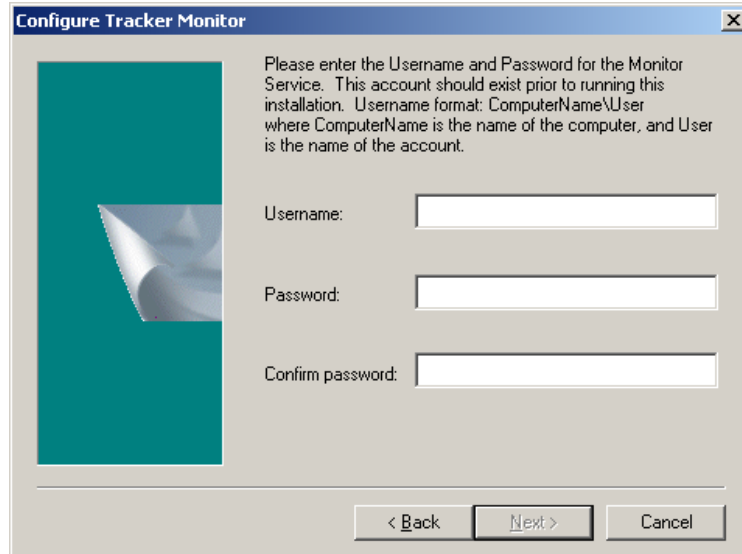 Configure Tracker Monitor
Please enter the Username and Password for the Monitor
Service. This account should exist prior to running this
installation. Username format: ComputerName\User
where ComputerName is the name of the computer, and User
is the name of the account.
Username:
Password:
Confirm password:
< Back
Next >
Cancel